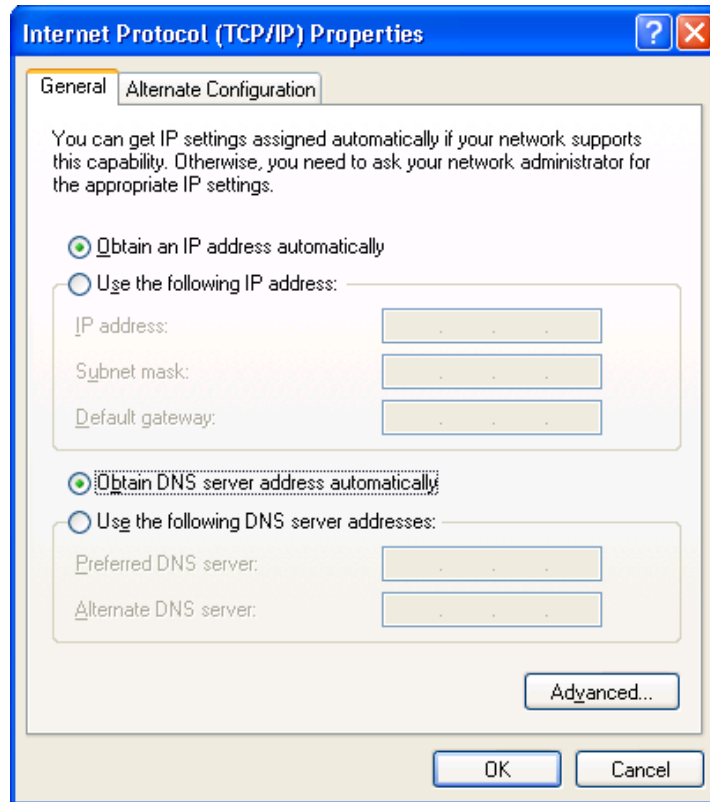 Internet Protocol (TCP/IP) Properties
General
Alternate Configuration
You can get IP settings assigned automatically if your network supports
this capability. Otherwise, you need to ask your network administrator for
the appropriate IP settings.
Obtain an IP address automatically
Use the following IP address:
IP address:
Subnet mask:
Default gateway:
Obtain DNS server address automatically
Use the following DNS server addresses:
Preferred DNS server:
Alternate DNS server:
Advanced...
OK
Cancel